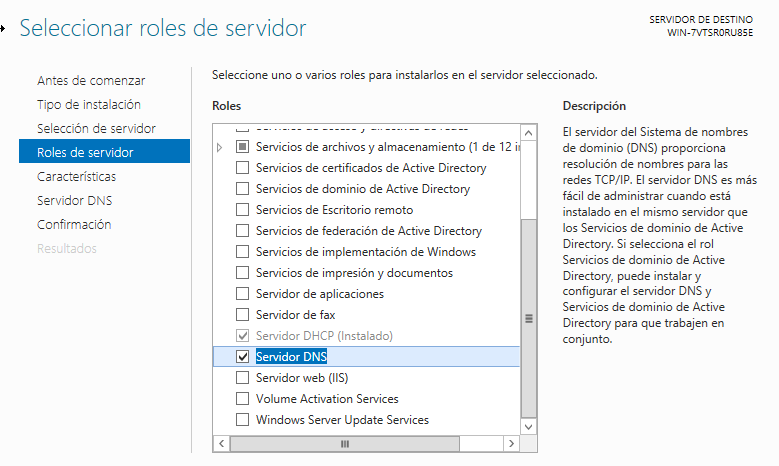 Seleccionar roles de servidor
SERVIDOR DE DESTINO
WIN-7VTSR0RU85E
Antes de comenzar
Tipo de instalación
Selección de servidor
Roles de servidor
Características
Servidor DNS
Confirmación
Resultados
Seleccione uno o varios roles para instalarlos en el servidor seleccionado.
Roles
Servicios de archivos y almacenamiento (1 de 12 in
Servicios de certificados de Active Directory
Servicios de dominio de Active Directory
Servicios de Escritorio remoto
Servicios de federación de Active Directory
Servicios de implementación de Windows
Servicios de impresión y documentos
Servidor de aplicaciones
Servidor de fax
Servidor DHCP (Instalado)
Servidor DNS
Servidor web (IIS)
Volume Activation Services
Windows Server Update Services
Descripción
El servidor del Sistema de nombres
de dominio (DNS) proporciona
resolución de nombres para las
redes TCP/IP. El servidor DNS es más
fácil de administrar cuando está
instalado en el mismo servidor que
los Servicios de dominio de Active
Directory. Si selecciona el rol
Servicios de dominio de Active
Directory, puede instalar y
configurar el servidor DNS y
Servicios de dominio de Active
Directory para que trabajen en
conjunto.